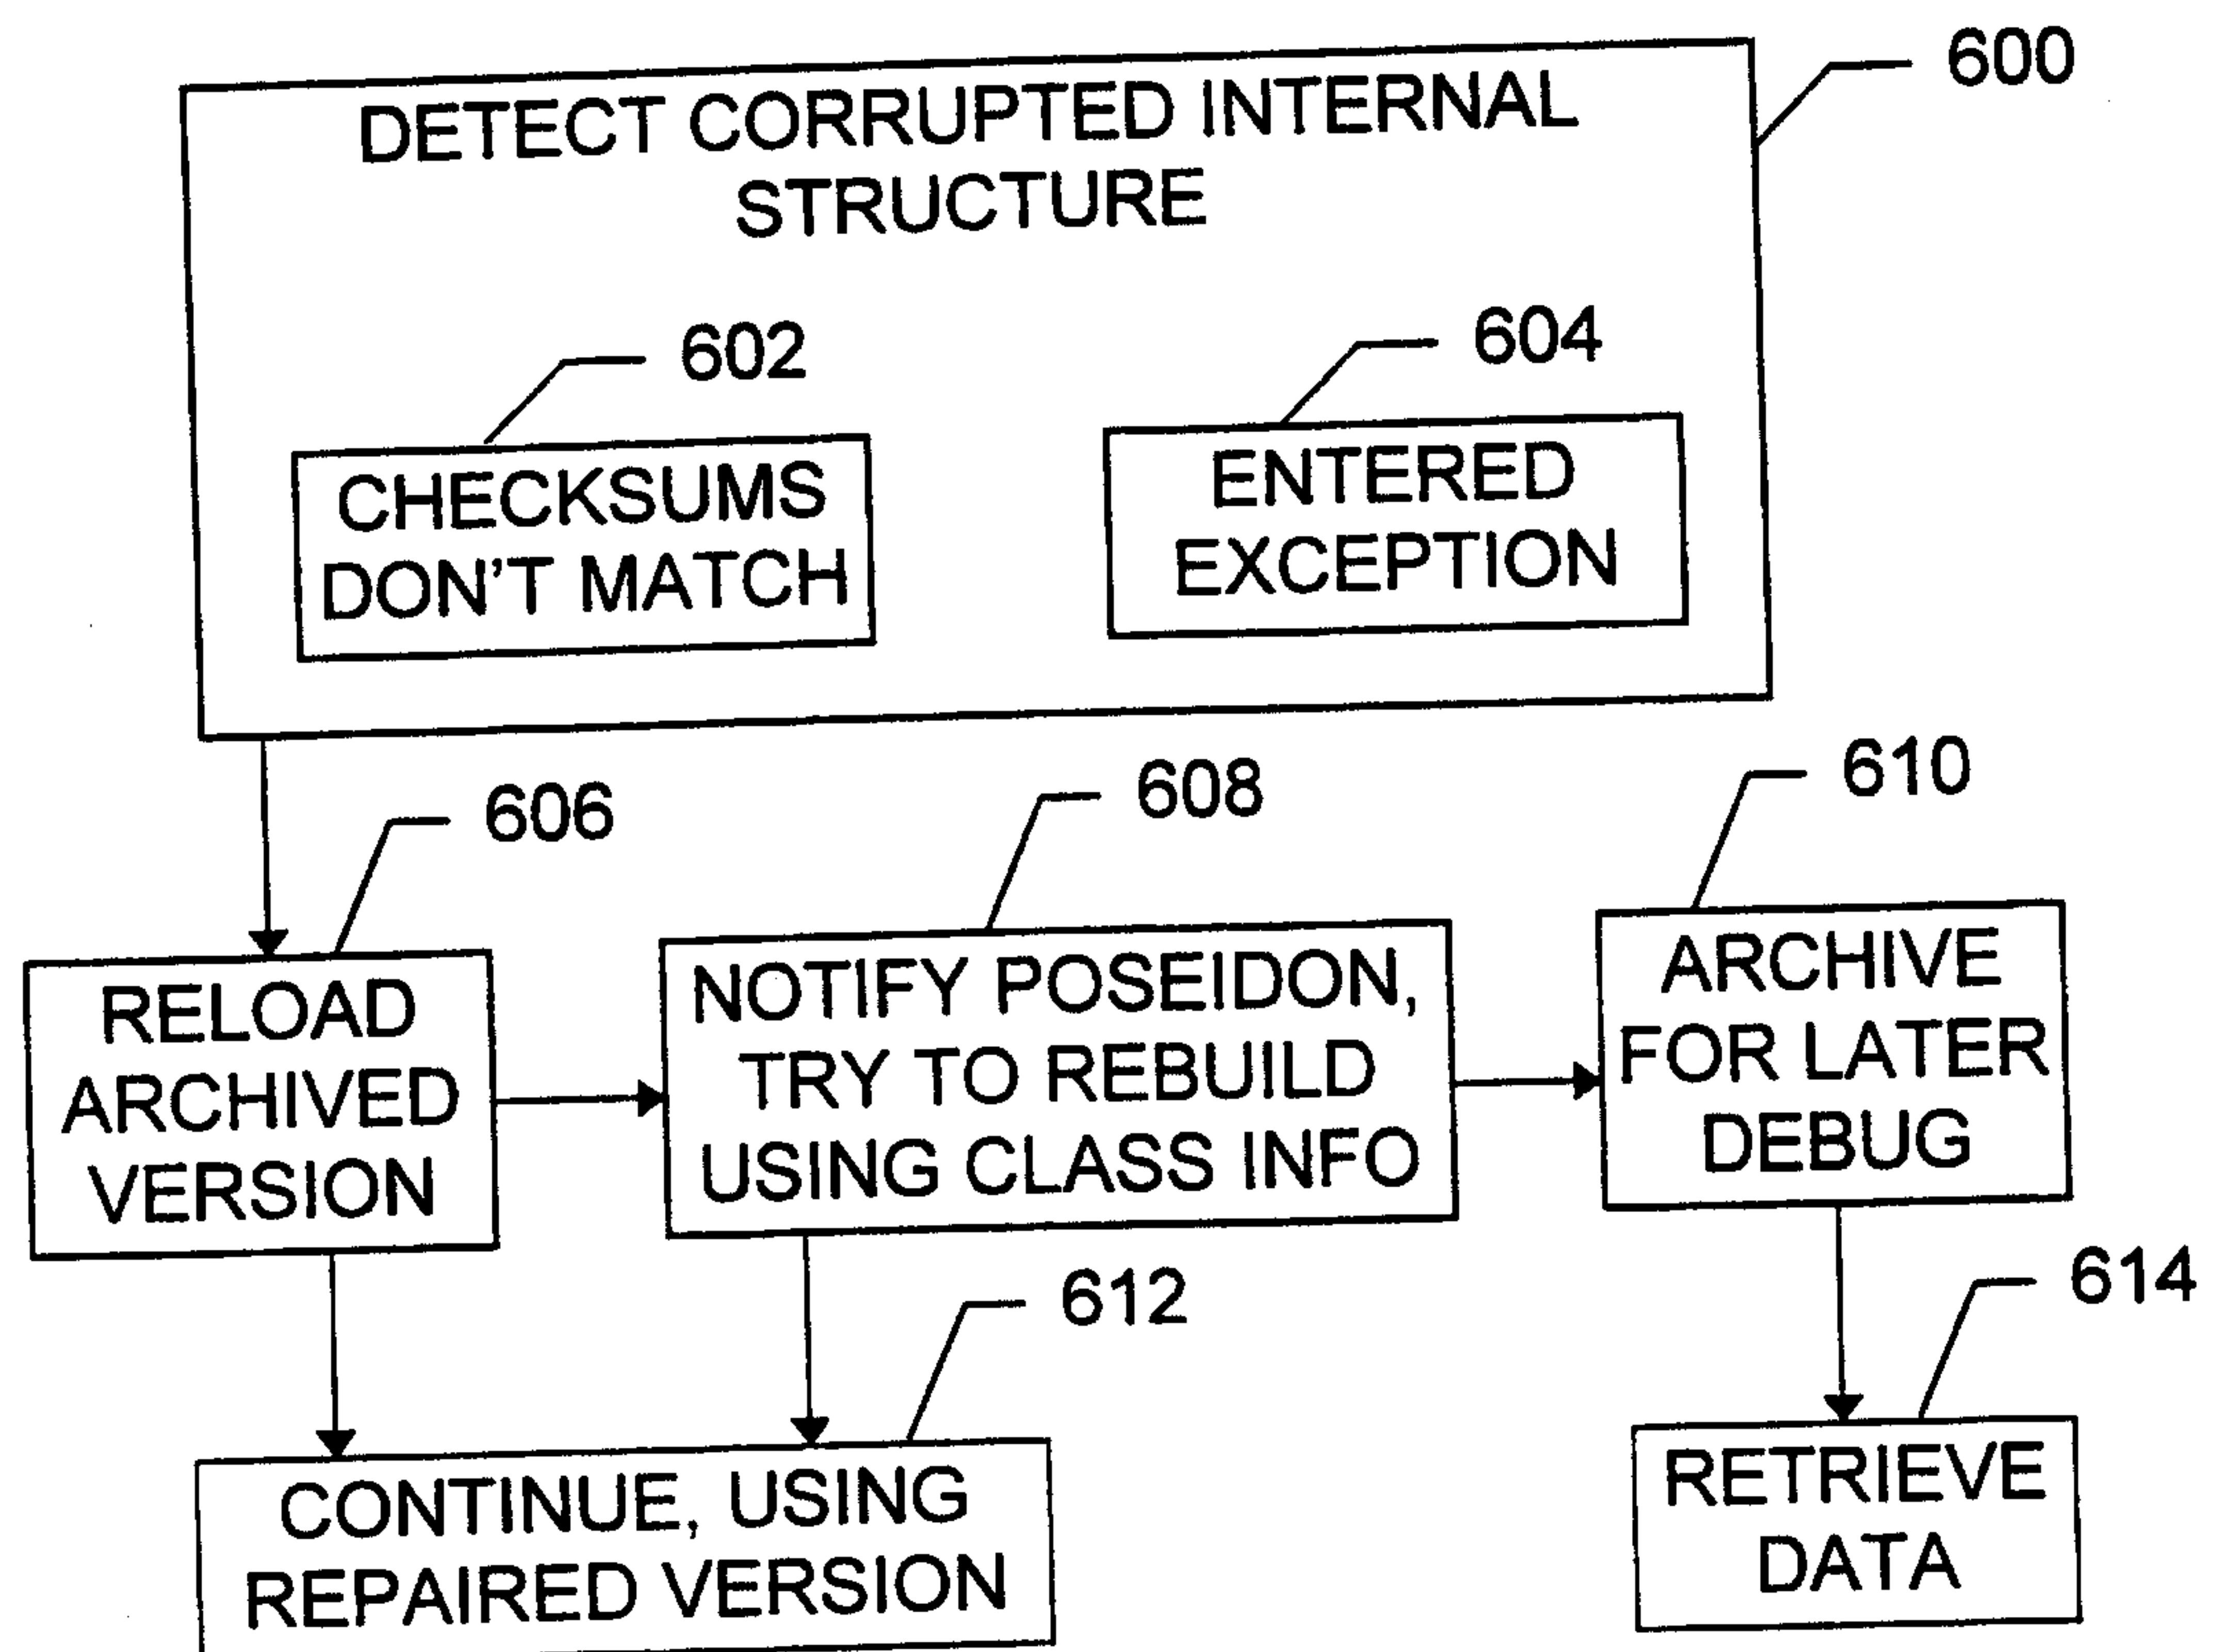 600
DETECT CORRUPTED INTERNAL
STRUCTURE
602
604
CHECKSUMS
DON'T MATCH
ENTERED
EXCEPTION
606
608
610
RELOAD
ARCHIVED
VERSION
NOTIFY POSEIDON,
TRY TO REBUILD
USING CLASS INFO
ARCHIVE
FOR LATER
DEBUG
612
614
CONTINUE, USING
REPAIRED VERSION
RETRIEVE
DATA